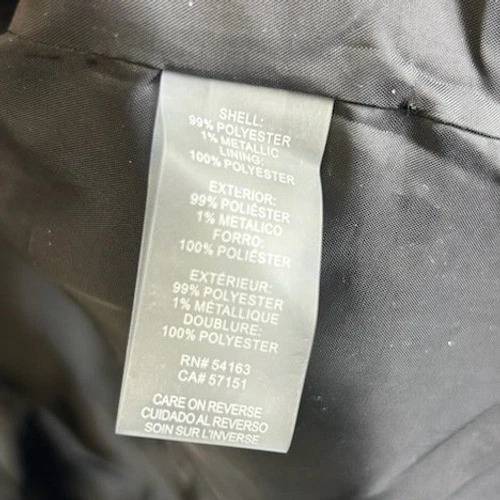 SHELL:
99% POLYESTER
1% METALLIC
LINING:
100% POLYESTER
EXTERIOR:
99% POLIÉSTER
1% METALICO
FORRO:
100% POLIÉSTER
EXTÉRIEUR:
99% POLYESTER
1% MÉTALLIQUE
DOUBLURE:
100% POLYESTER
RN# 54163
CA# 57151
CARE ON REVERSE
CUIDADO AL REVERSO
SOIN SUR L'INVERSE